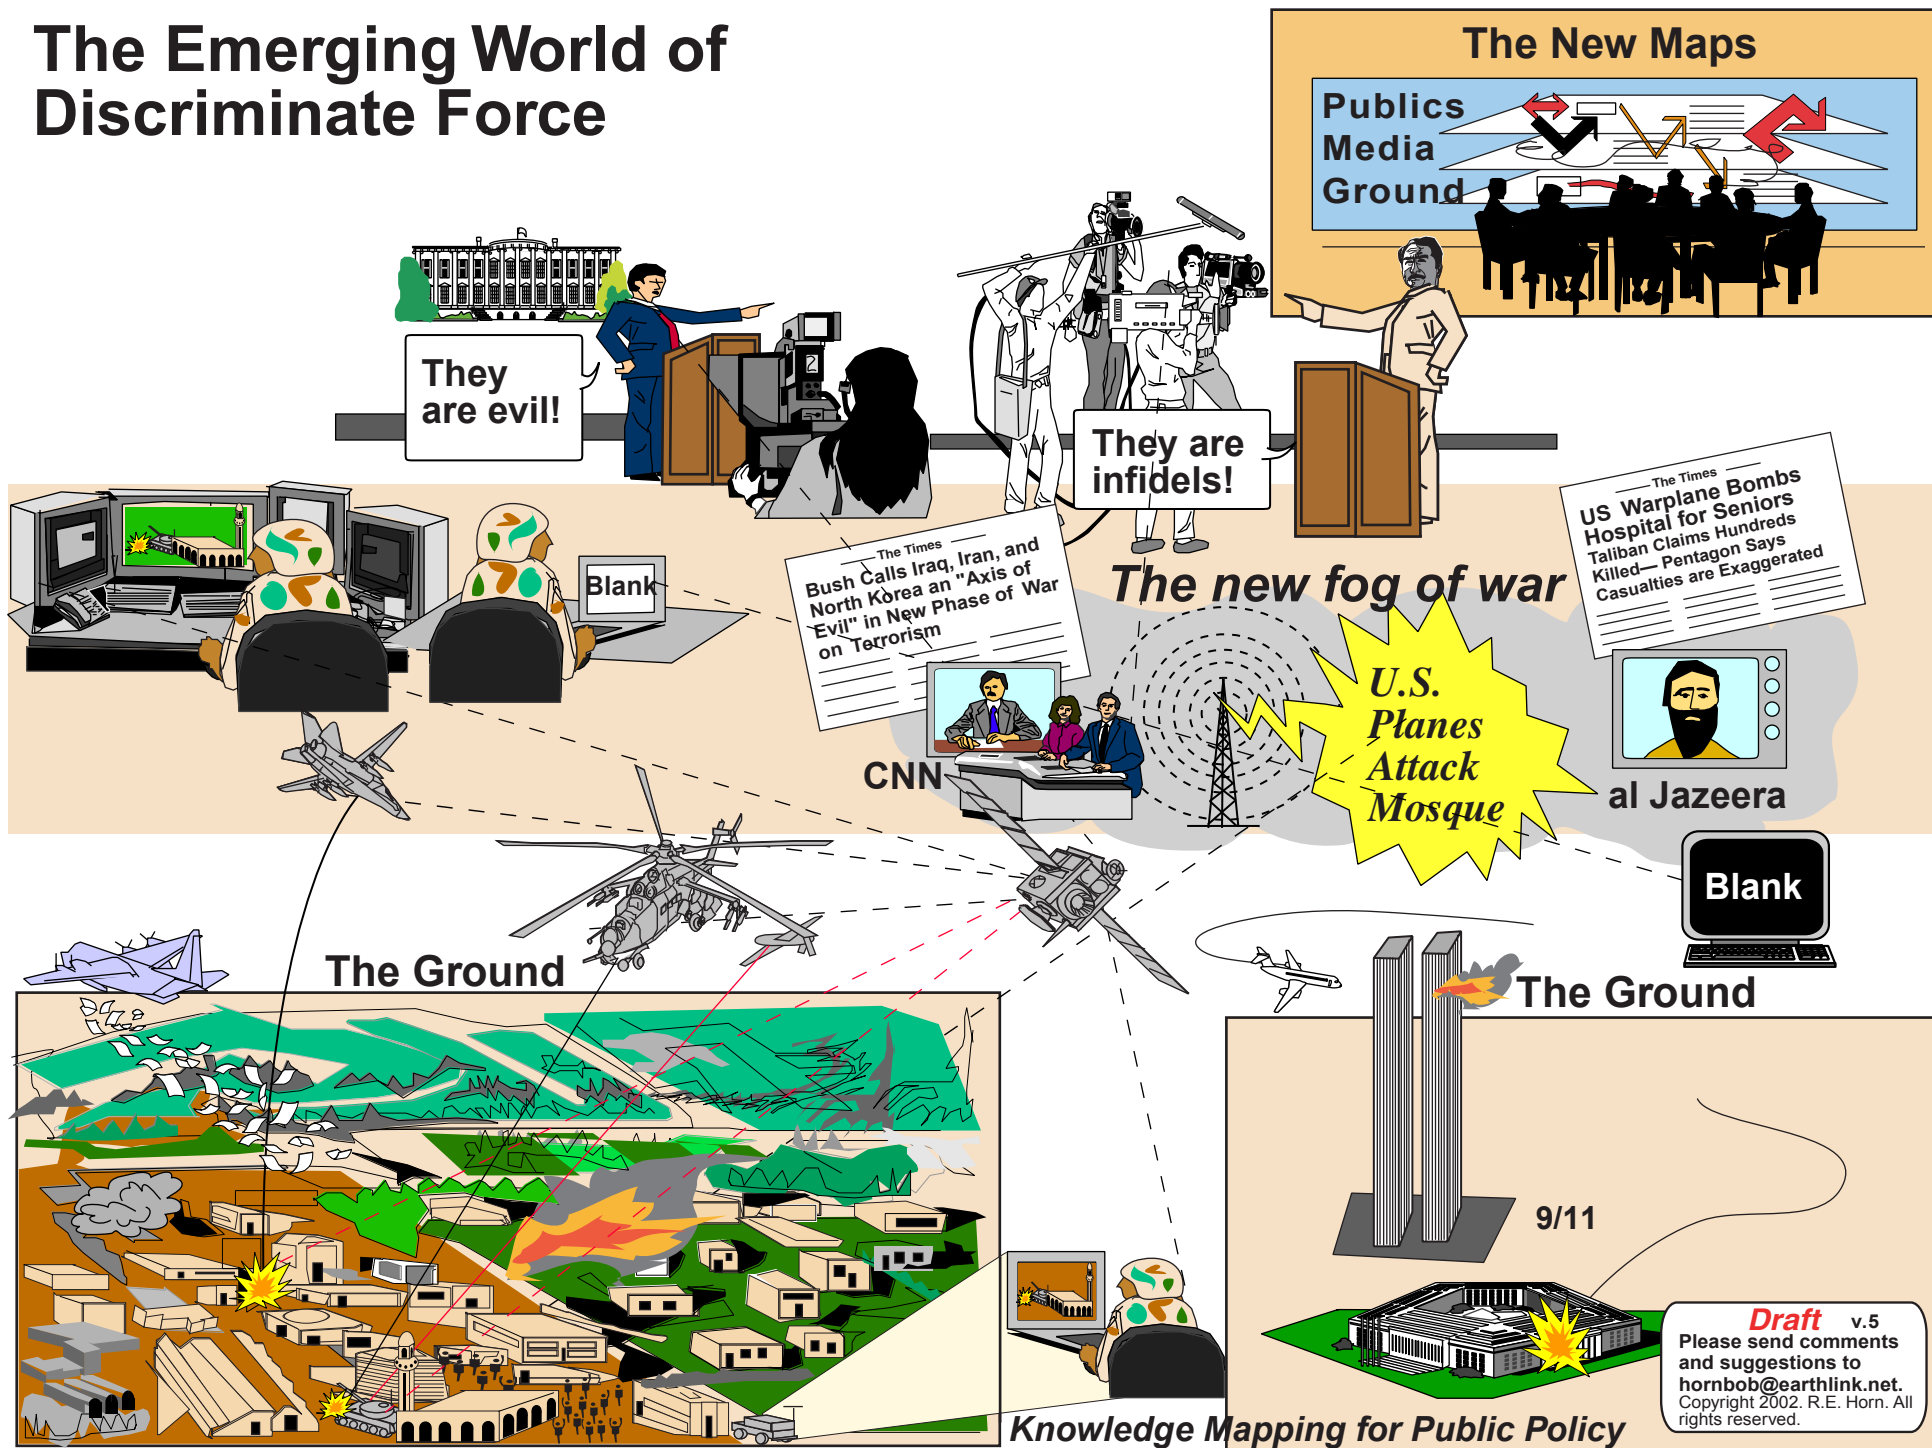 The Emerging World of
Discriminate Force
The New Maps
Publics
Media
Ground
They
are evil!
2
They are
infidels!
The Times
US Warplane Bombs
Hospital for Seniors
Taliban Claims Hundreds
Killed— Pentagon Says
Casualties are Exaggerated
Blank
The Times
Bush Calls Iraq, Iran, and
North Korea an "Axis of
Evil" in New Phase of War
on Terrorism
The new fog of war
U.S.
Planes
Attack
Mosque
CNN
al Jazeera
Blank
The Ground
The Ground
9/11
Draft v.5
Please send comments
and suggestions to
hornbob@earthlink.net.
Copyright 2002. R.E. Horn. All
rights reserved.
Knowledge Mapping for Public Policy